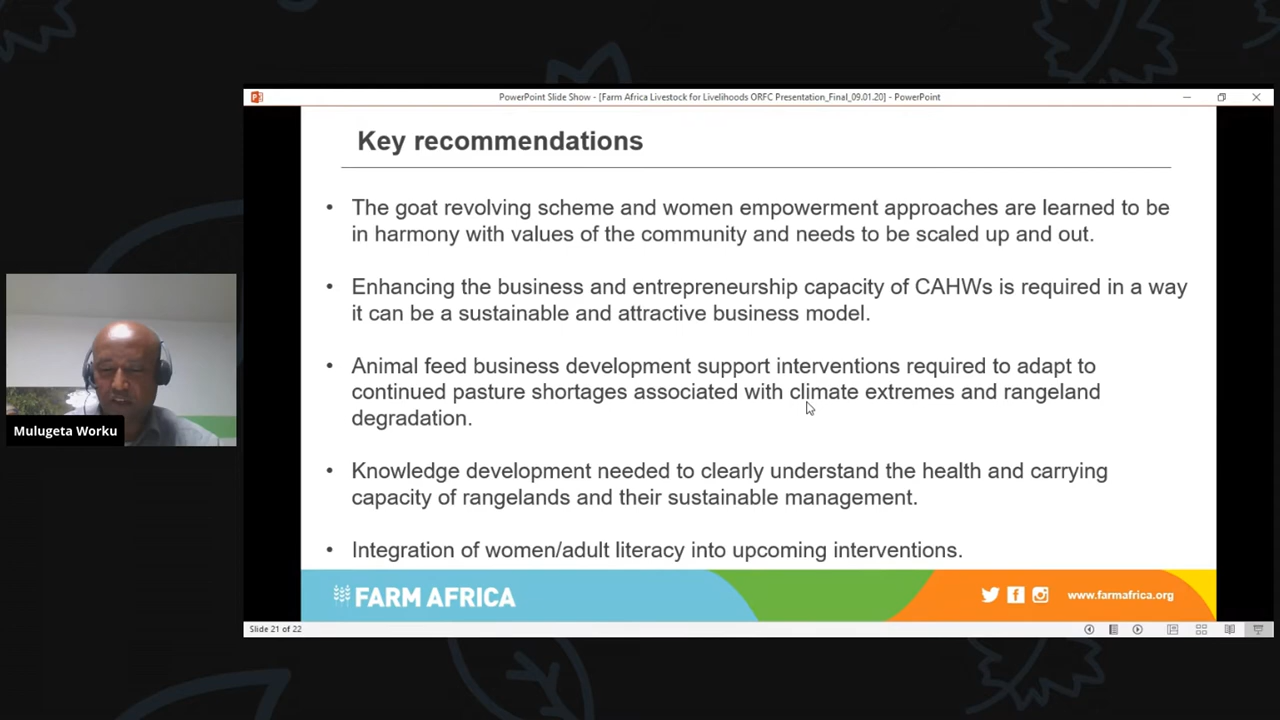 PowerPoint Slide Show - [Farm Africa Livestock for Livelihoods ORFC Presentation_Final_09.01.20] - PowerPoint
Key recommendations
• The goat revolving scheme and women empowerment approaches are learned to be
in harmony with values of the community and needs to be scaled up and out.
• Enhancing the business and entrepreneurship capacity of CAHWs is required in a way
it can be a sustainable and attractive business model.
• Animal feed business development support interventions required to adapt to
continued pasture shortages associated with climate extremes and rangeland
degradation.
• Knowledge development needed to clearly understand the health and carrying
capacity of rangelands and their sustainable management.
• Integration of women/adult literacy into upcoming interventions.
Mulugeta Worku
FARM AFRICA
www.farmafrica.org
Slide 21 of 22